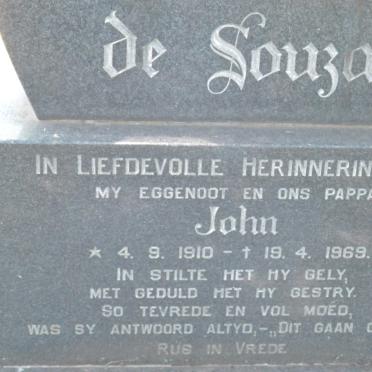 de Souza
IN LIEFDEVOLLE HERINNERIN
MY EGGENOOT EN ONS PAPPA
John
★ 4. 9. 1910 – † 19. 4. 1969.
IN STILTE HET HY GELY,
MET GEDULD HET HY GESTRY.
SO TEVREDE EN VOL MOED,
WAS SY ANTWOORD ALTYD,–„DIT GAAN G
RUS IN VREDE